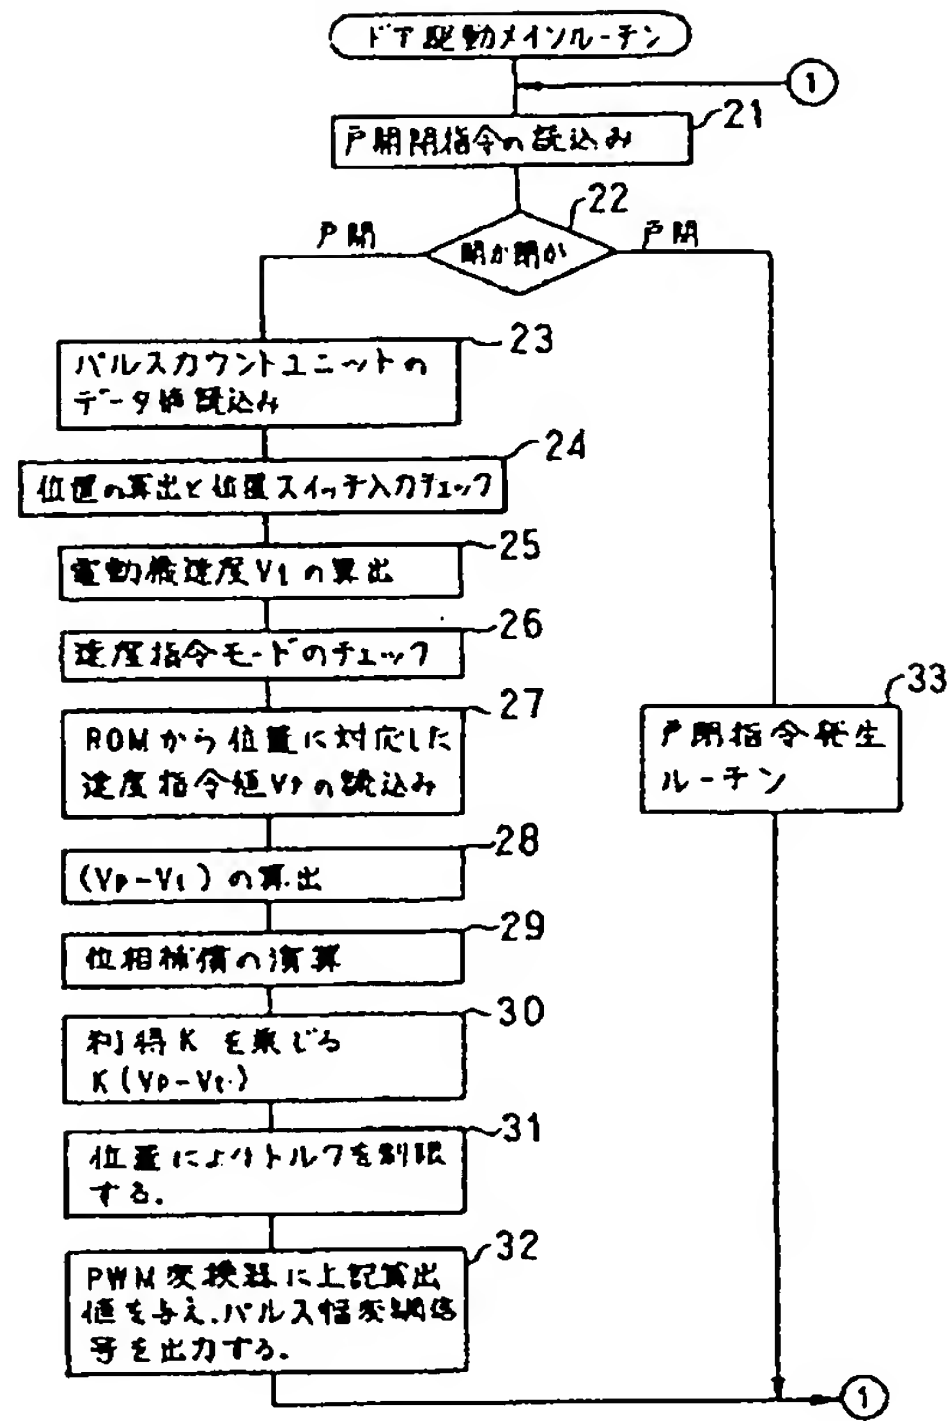 ドア駆動メインルーチン
1
21
戸開閉指令の読込み
22
戸開
開か閉か
戸閉
23
パルスカウントユニットの
データ値読込み
24
位置の算出と位置スイッチ入力チェック
25
電動機速度Vtの算出
26
速度指令モードのチェック
27
ROMから位置に対応した
速度指令値Vpの読込み
33
戸閉指令発生
ルーチン
28
(Vp-Vt)の算出
29
位相補償の演算
30
利得K を乗じる
K(Vp-Vt)
31
位置によりトルクを制限
する.
32
PWM変換器に上記算出
値を与え,パルス幅変調信
号を出力する.
1